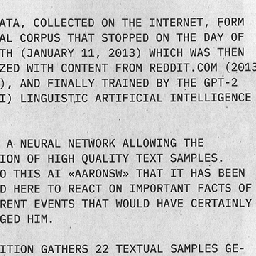 ATA, COLLECTED ON THE INTERNET, FORM
AL CORPUS THAT STOPPED ON THE DAY OF
TH (JANUARY 11, 2013) WHICH WAS THEN
ZED WITH CONTENT FROM REDDIT.COM (2013
), AND FINALLY TRAINED BY THE GPT-2
I) LINGUISTIC ARTIFICIAL INTELLIGENCE
A NEURAL NETWORK ALLOWING THE
ION OF HIGH QUALITY TEXT SAMPLES.
O THIS AI «AARONSW» THAT IT HAS BEEN
D HERE TO REACT ON IMPORTANT FACTS OF
RENT EVENTS THAT WOULD HAVE CERTAINLY
GED HIM.
ITION GATHERS 22 TEXTUAL SAMPLES GE-